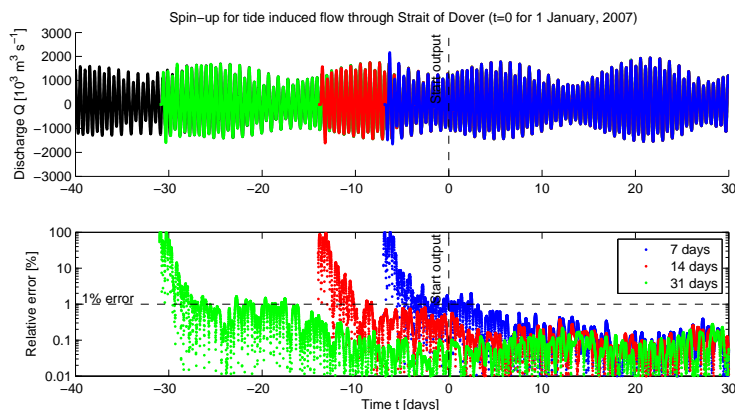 Spin−up for tide induced flow through Strait of Dover (t=0 for 1 January, 2007)
Discharge Q [10³ m³ s⁻¹]
3000
2000
1000
0
−1000
−2000
−3000
Start output
−40 −30 −20 −10 0 10 20 30
Relative error [%]
100
10
1
0.1
0.01
1% error
Start output
7 days
14 days
31 days
−40 −30 −20 −10 0 10 20 30
Time t [days]